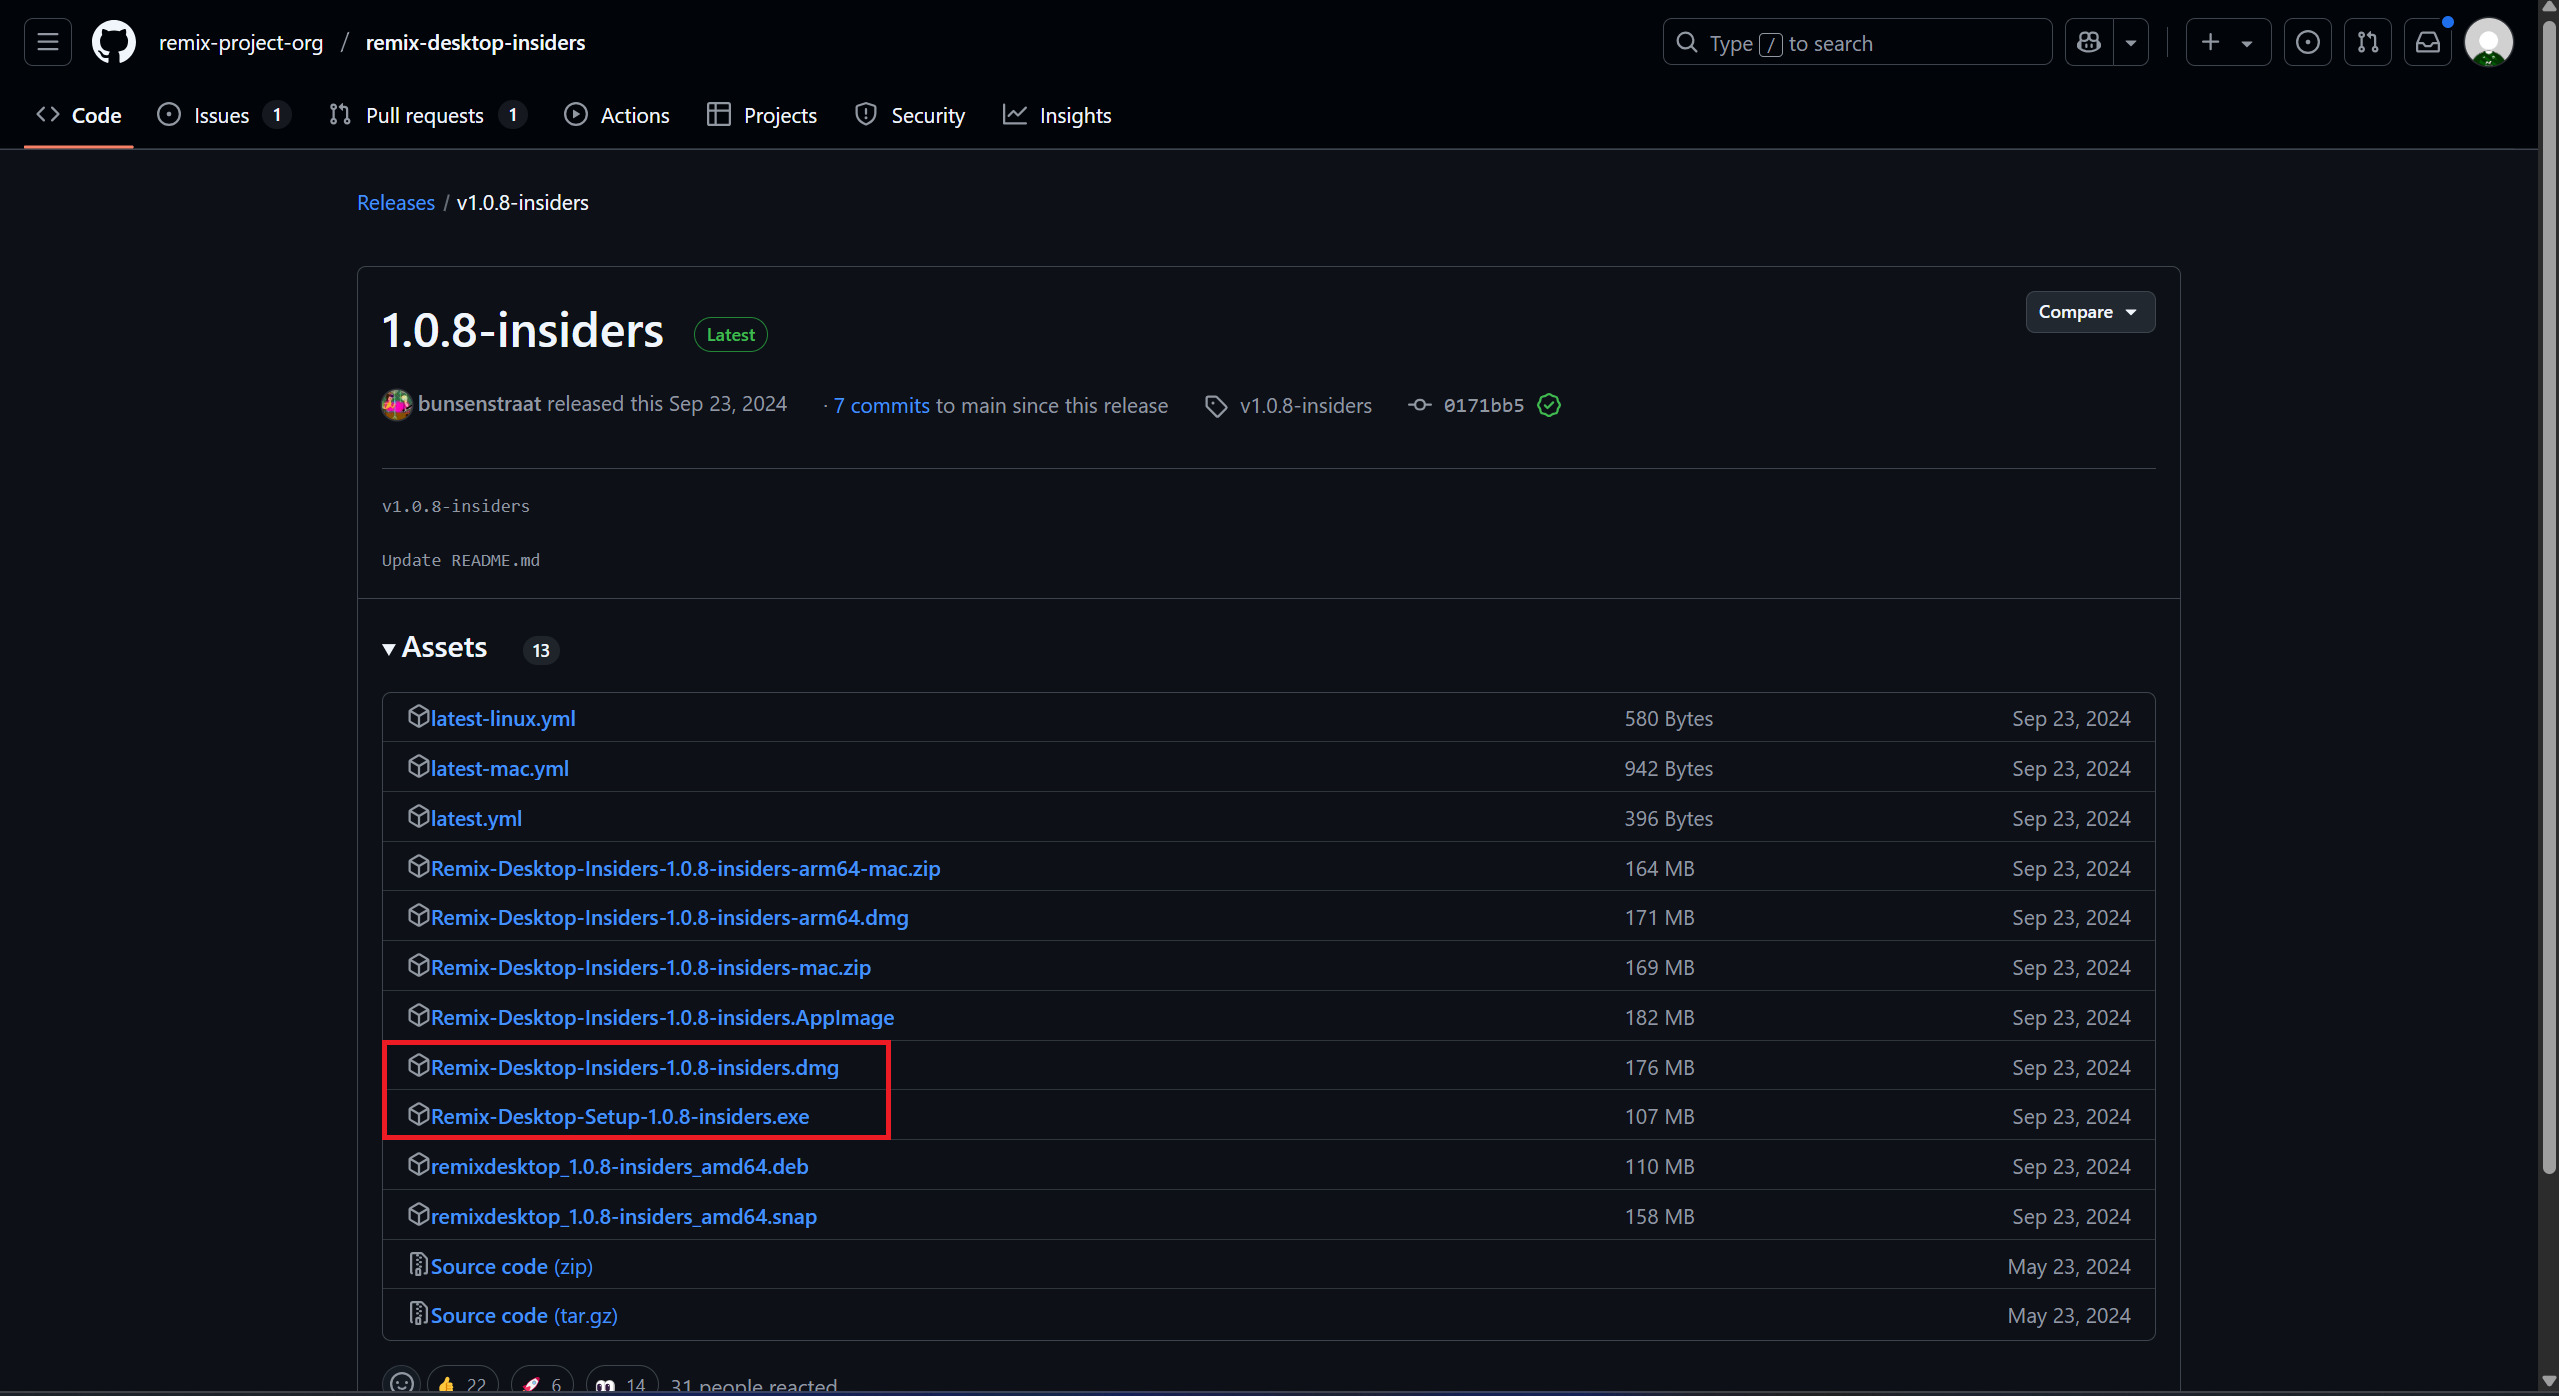 remix-project-org / remix-desktop-insiders
Type / to search
Code
Issues 1
Pull requests 1
Actions
Projects
Security
Insights
Releases / v1.0.8-insiders
1.0.8-insiders Latest
Compare
bunsenstraat released this Sep 23, 2024 · 7 commits to main since this release v1.0.8-insiders 0171bb5
v1.0.8-insiders
Update README.md
Assets 13
latest-linux.yml 580 Bytes Sep 23, 2024
latest-mac.yml 942 Bytes Sep 23, 2024
latest.yml 396 Bytes Sep 23, 2024
Remix-Desktop-Insiders-1.0.8-insiders-arm64-mac.zip 164 MB Sep 23, 2024
Remix-Desktop-Insiders-1.0.8-insiders-arm64.dmg 171 MB Sep 23, 2024
Remix-Desktop-Insiders-1.0.8-insiders-mac.zip 169 MB Sep 23, 2024
Remix-Desktop-Insiders-1.0.8-insiders.AppImage 182 MB Sep 23, 2024
Remix-Desktop-Insiders-1.0.8-insiders.dmg 176 MB Sep 23, 2024
Remix-Desktop-Setup-1.0.8-insiders.exe 107 MB Sep 23, 2024
remixdesktop_1.0.8-insiders_amd64.deb 110 MB Sep 23, 2024
remixdesktop_1.0.8-insiders_amd64.snap 158 MB Sep 23, 2024
Source code (zip) May 23, 2024
Source code (tar.gz) May 23, 2024
22 6 14 31 people reacted